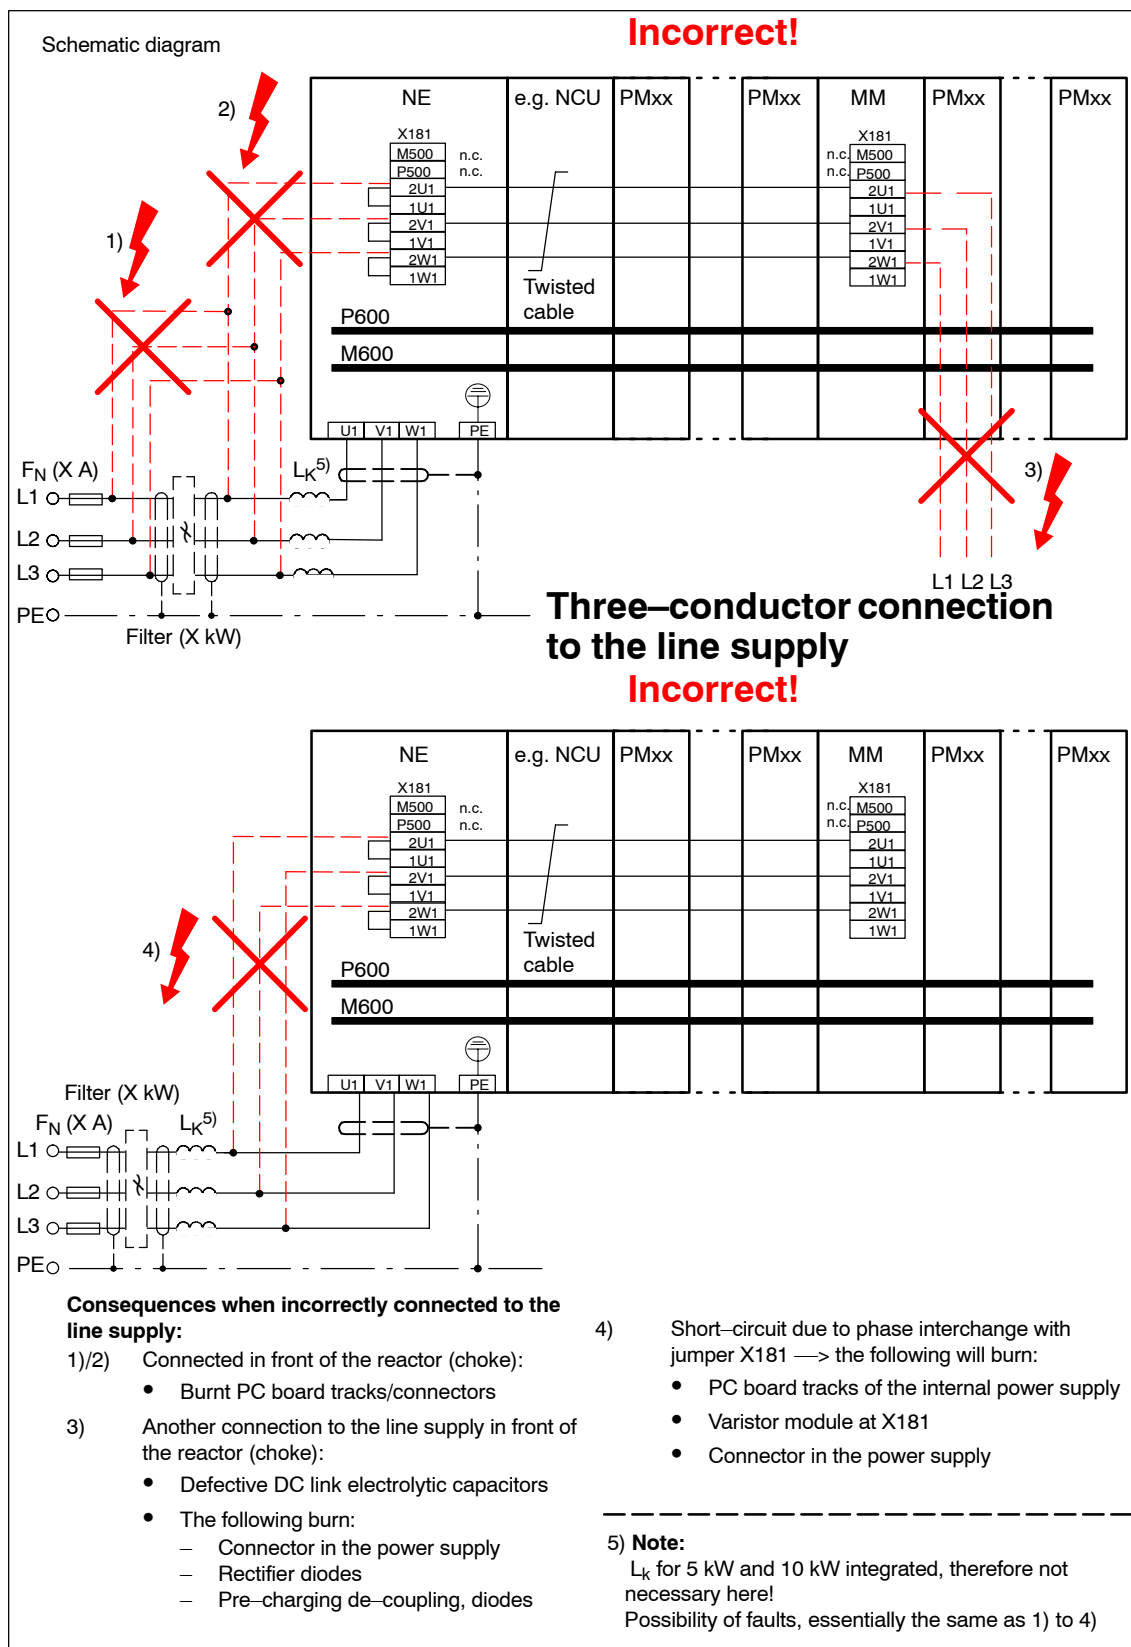 Incorrect!
Schematic diagram
2)
NE
e.g. NCU
PMxx
PMxx
MM
PMxx
PMxx
X181
M500
P500
2U1
1U1
2V1
1V1
2W1
1W1
n.c.
n.c.
X181
n.c. M500
n.c. P500
2U1
1U1
2V1
1V1
2W1
1W1
1)
Twisted
cable
P600
M600
U1 V1 W1 PE
FN (X A)
LK5)
3)
L1
L2
L3
PE
L1 L2 L3
Filter (X kW)
Three–conductor connection
to the line supply
Incorrect!
NE
e.g. NCU
PMxx
PMxx
MM
PMxx
PMxx
X181
M500
P500
2U1
1U1
2V1
1V1
2W1
1W1
n.c.
n.c.
X181
n.c. M500
n.c. P500
2U1
1U1
2V1
1V1
2W1
1W1
4)
Twisted
cable
P600
M600
U1 V1 W1 PE
Filter (X kW)
FN (X A)
LK5)
L1
L2
L3
PE
Consequences when incorrectly connected to the
line supply:
1)/2) Connected in front of the reactor (choke):
• Burnt PC board tracks/connectors
3) Another connection to the line supply in front of
the reactor (choke):
• Defective DC link electrolytic capacitors
• The following burn:
– Connector in the power supply
– Rectifier diodes
– Pre–charging de–coupling, diodes
4) Short–circuit due to phase interchange with
jumper X181 —> the following will burn:
• PC board tracks of the internal power supply
• Varistor module at X181
• Connector in the power supply
5) Note:
Lk for 5 kW and 10 kW integrated, therefore not
necessary here!
Possibility of faults, essentially the same as 1) to 4)